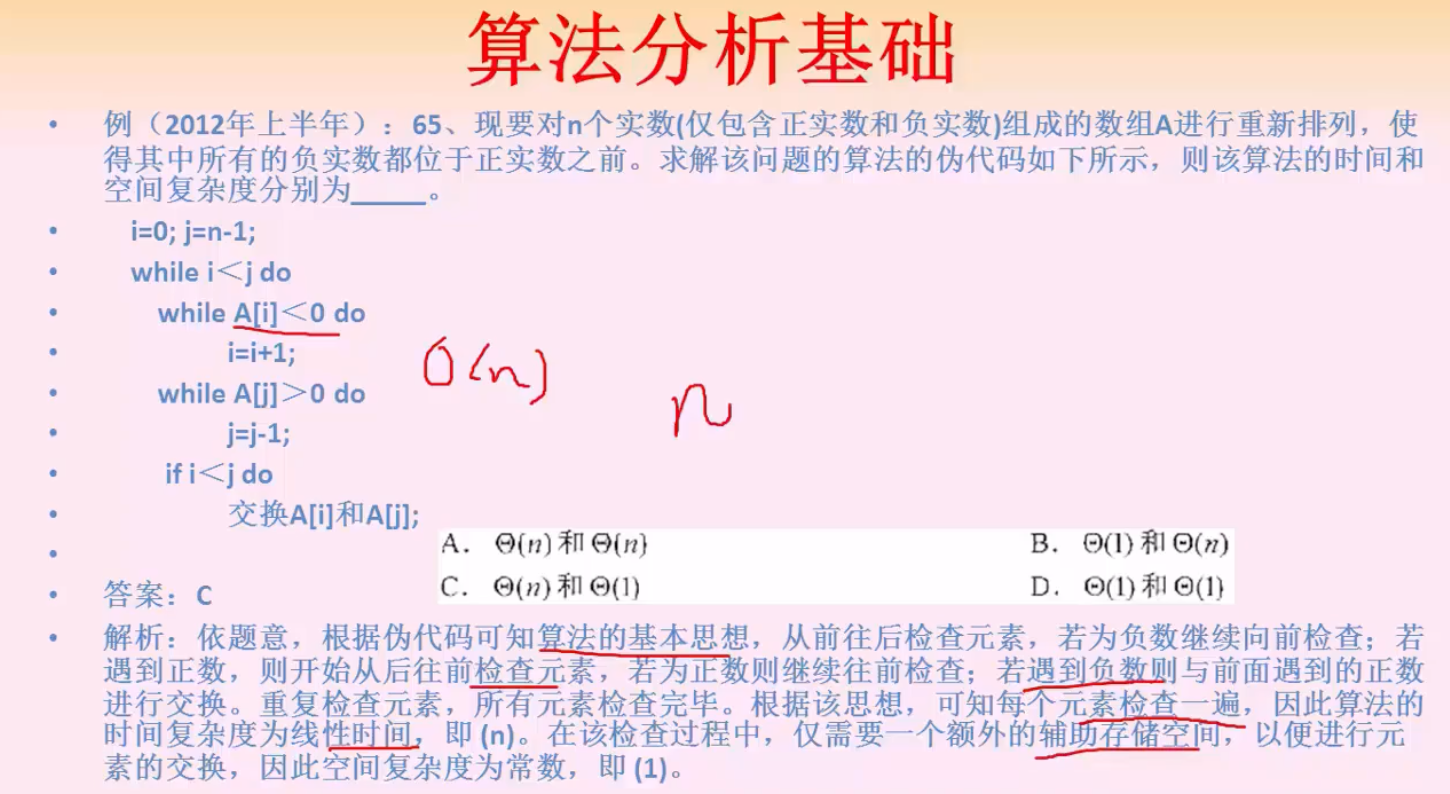 算法分析基础
• 例（2012年上半年）：65、现要对n个实数(仅包含正实数和负实数)组成的数组A进行重新排列，使
得其中所有的负实数都位于正实数之前。求解该问题的算法的伪代码如下所示，则该算法的时间和
空间复杂度分别为_____。
• i=0; j=n-1;
• while i＜j do
• while A[i]＜0 do
• i=i+1;
O(n)
• while A[j]＞0 do
n
• j=j-1;
• if i＜j do
• 交换A[i]和A[j];
•
A. Θ(n) 和 Θ(n) B. Θ(1) 和 Θ(n)
C. Θ(n) 和 Θ(1) D. Θ(1) 和 Θ(1)
• 答案：C
• 解析：依题意，根据伪代码可知算法的基本思想，从前往后检查元素，若为负数继续向前检查；若
遇到正数，则开始从后往前检查元素，若为正数则继续往前检查；若遇到负数则与前面遇到的正数
进行交换。重复检查元素，所有元素检查完毕。根据该思想，可知每个元素检查一遍，因此算法的
时间复杂度为线性时间，即 (n)。在该检查过程中，仅需要一个额外的辅助存储空间，以便进行元
素的交换，因此空间复杂度为常数，即 (1)。